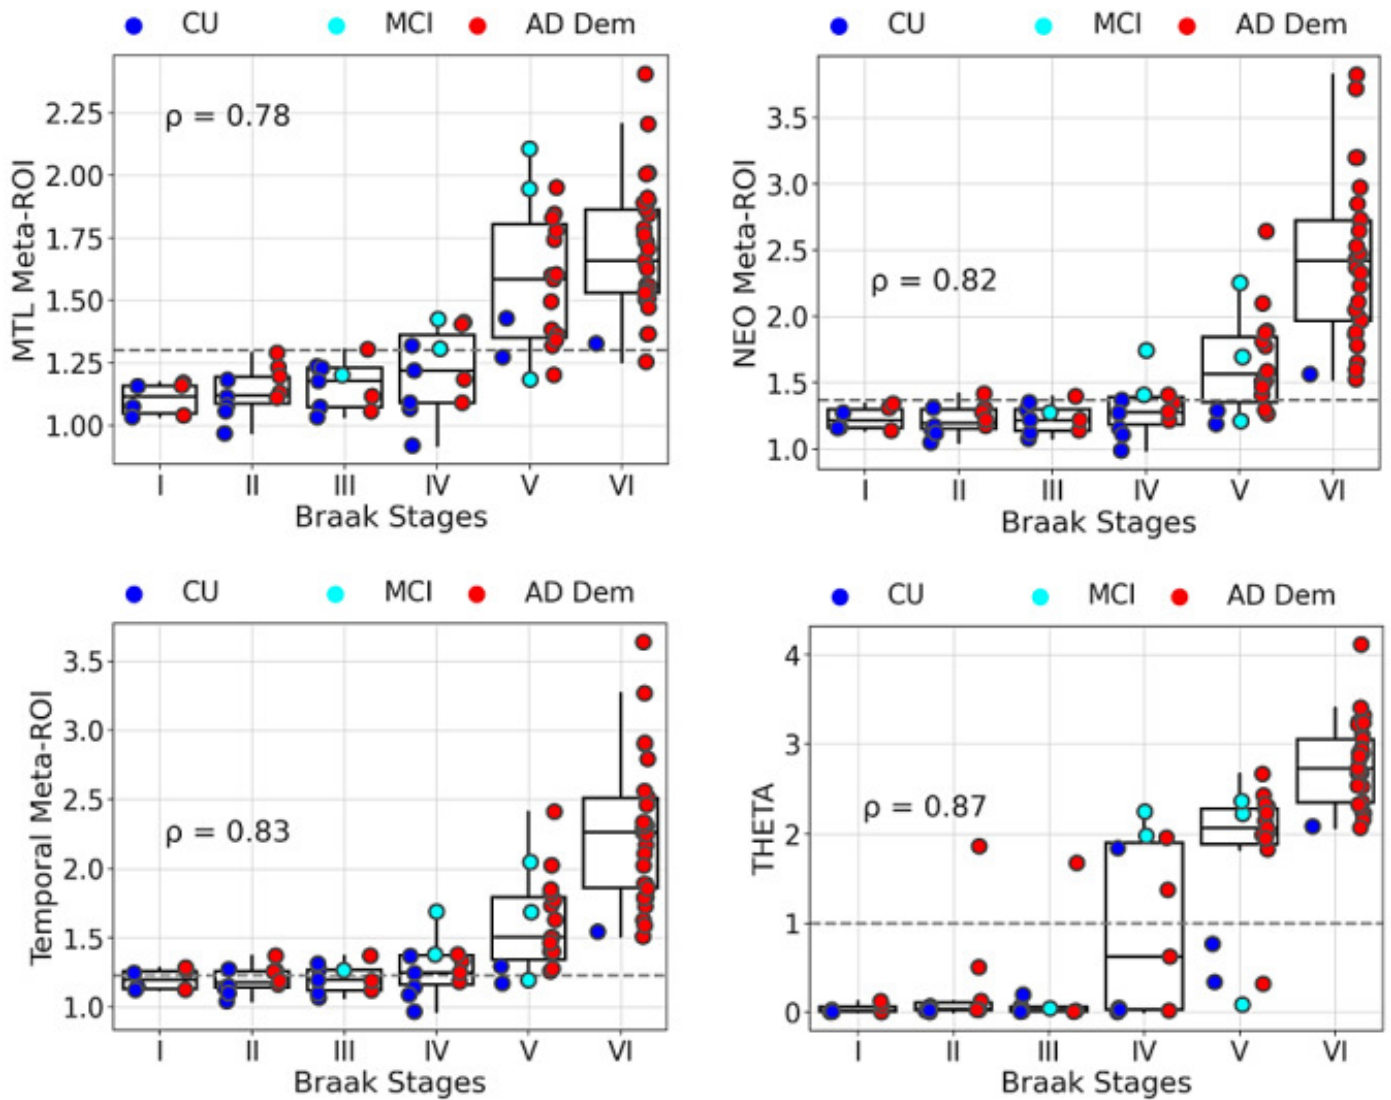 CU MCI AD Dem
MTL Meta-ROI
2.25
2.00
1.75
1.50
1.25
1.00
ρ = 0.78
I II III IV V VI
Braak Stages
CU MCI AD Dem
NEO Meta-ROI
3.5
3.0
2.5
2.0
1.5
1.0
ρ = 0.82
I II III IV V VI
Braak Stages
CU MCI AD Dem
Temporal Meta-ROI
3.5
3.0
2.5
2.0
1.5
1.0
ρ = 0.83
I II III IV V VI
Braak Stages
CU MCI AD Dem
THETA
4
3
2
1
0
ρ = 0.87
I II III IV V VI
Braak Stages